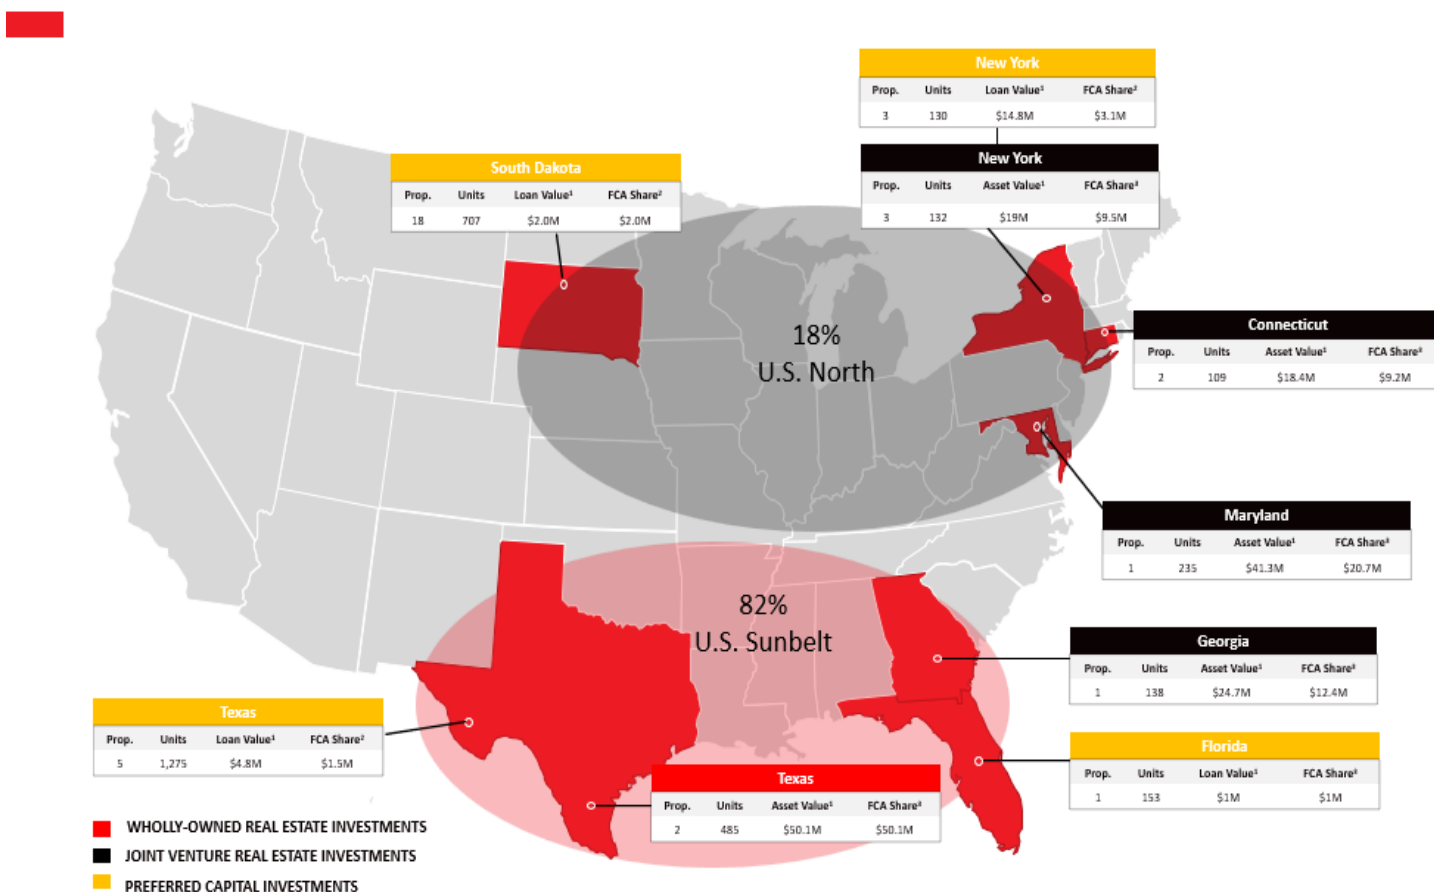 New York
Prop. Units Loan Value¹ FCA Share²
3 130 $14.8M $3.1M
New York
Prop. Units Asset Value¹ FCA Share³
3 132 $19M $9.5M
South Dakota
Prop. Units Loan Value¹ FCA Share²
18 707 $2.0M $2.0M
18%
U.S. North
Connecticut
Prop. Units Asset Value¹ FCA Share³
2 109 $18.4M $9.2M
Maryland
Prop. Units Asset Value¹ FCA Share³
1 235 $41.3M $20.7M
82%
U.S. Sunbelt
Georgia
Prop. Units Asset Value¹ FCA Share³
1 138 $24.7M $12.4M
Texas
Prop. Units Loan Value¹ FCA Share²
5 1,275 $4.8M $1.5M
Florida
Prop. Units Loan Value¹ FCA Share³
1 153 $1M $1M
Texas
Prop. Units Asset Value¹ FCA Share³
2 485 $50.1M $50.1M
WHOLLY-OWNED REAL ESTATE INVESTMENTS
JOINT VENTURE REAL ESTATE INVESTMENTS
PREFERRED CAPITAL INVESTMENTS